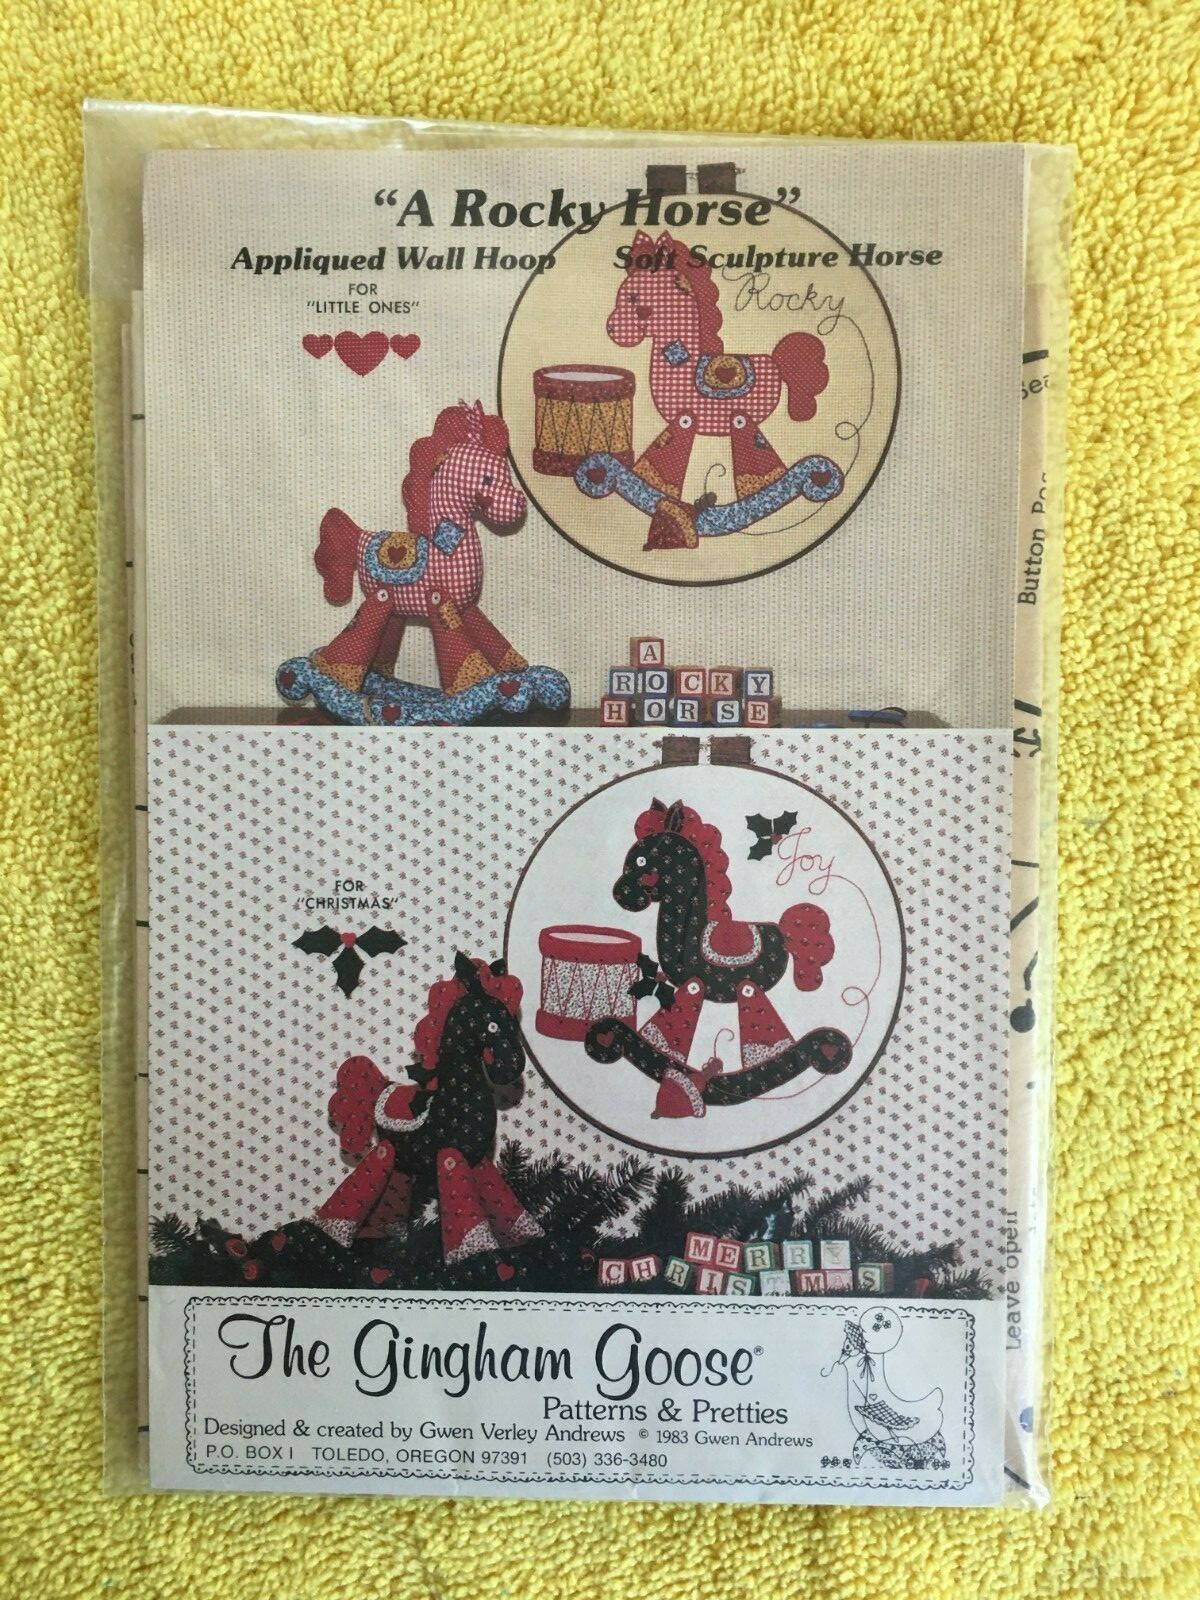 "A Rocky Horse"
Appliqued Wall Hoop Soft Sculpture Horse
FOR
"LITTLE ONES"
Rocky
A
ROCKY
HORSE
FOR
"CHRISTMAS"
Joy
MERRY
CHRISTMAS
The Gingham Goose®
Patterns & Pretties
Designed & created by Gwen Verley Andrews © 1983 Gwen Andrews
P.O. BOX I TOLEDO, OREGON 97391 (503) 336-3480
Button Pos
Leave open